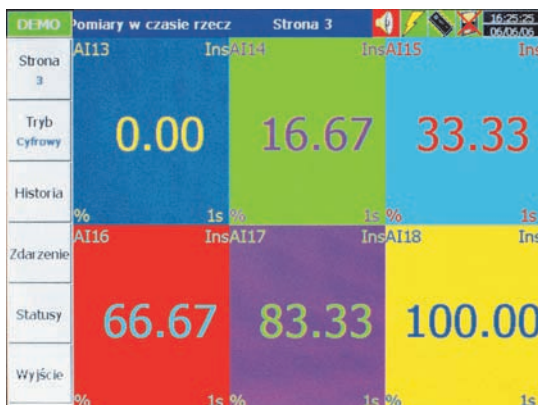 DEMO Pomiary w czasie rzecz Strona 3 16:25:25
06/06/06
Strona
3
Tryb
Cyfrowy
Historia
Zdarzenie
Statusy
Wyjście
AI13 Ins
0.00
% 1s
AI14 Ins
16.67
% 1s
AI15 Ins
33.33
% 1s
AI16 Ins
66.67
% 1s
AI17 Ins
83.33
% 1s
AI18 Ins
100.00
% 1s